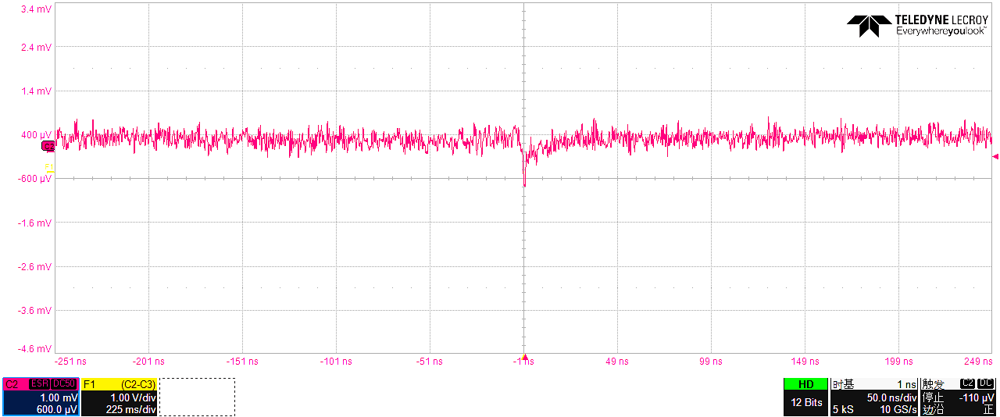 3.4 mV
TELEDYNE LECROY
Everywhereyoulook™
2.4 mV
1.4 mV
400 µV
C2
F1
-600 µV
-1.6 mV
-2.6 mV
-3.6 mV
-4.6 mV
-251 ns -201 ns -151 ns -101 ns -51 ns -1 ns 49 ns 99 ns 149 ns 199 ns 249 ns
C2 ESR DC50
1.00 mV
600.0 µV
F1 (C2-C3)
1.00 V/div
225 ms/div
HD
12 Bits
时基 1 ns
50.0 ns/div
5 kS 10 GS/s
触发 C2 DC
停止 -110 µV
边沿 正